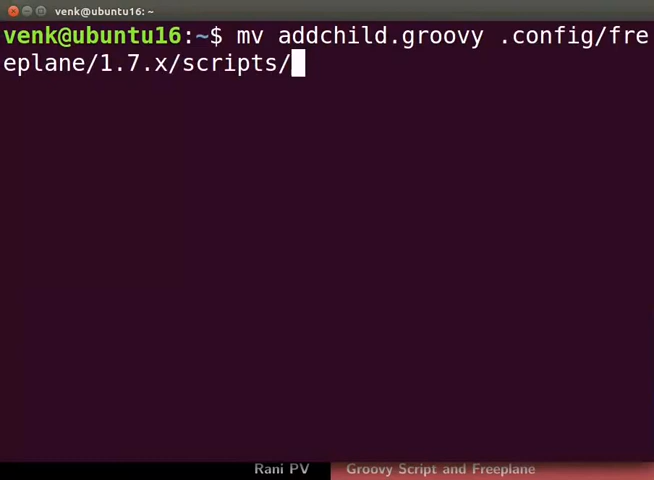 venk@ubuntu16: ~
venk@ubuntu16:~$ mv addchild.groovy .config/fre
eplane/1.7.x/scripts/
Rani PV Groovy Script and Freeplane